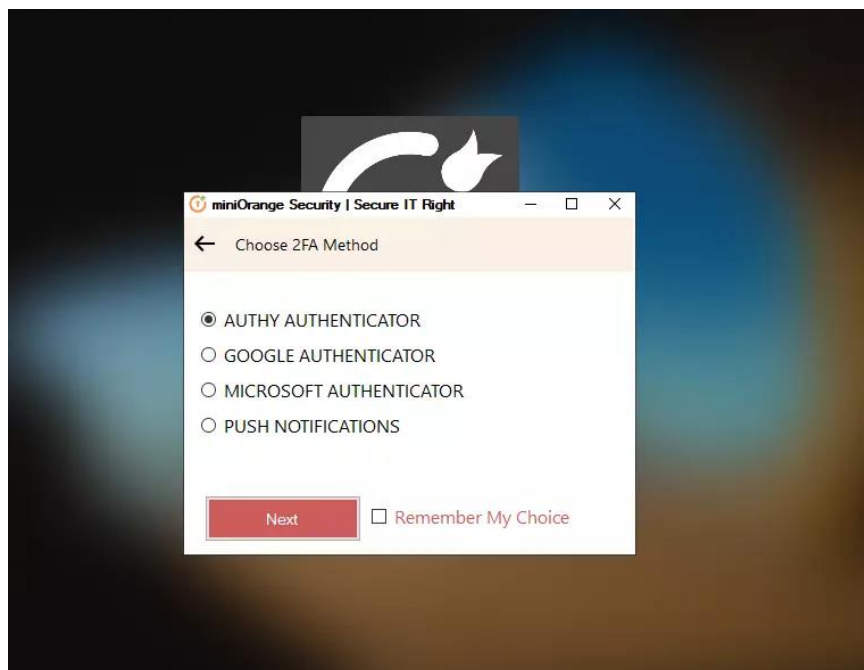 miniOrange Security | Secure IT Right
Choose 2FA Method
AUTHY AUTHENTICATOR
GOOGLE AUTHENTICATOR
MICROSOFT AUTHENTICATOR
PUSH NOTIFICATIONS
Next
Remember My Choice